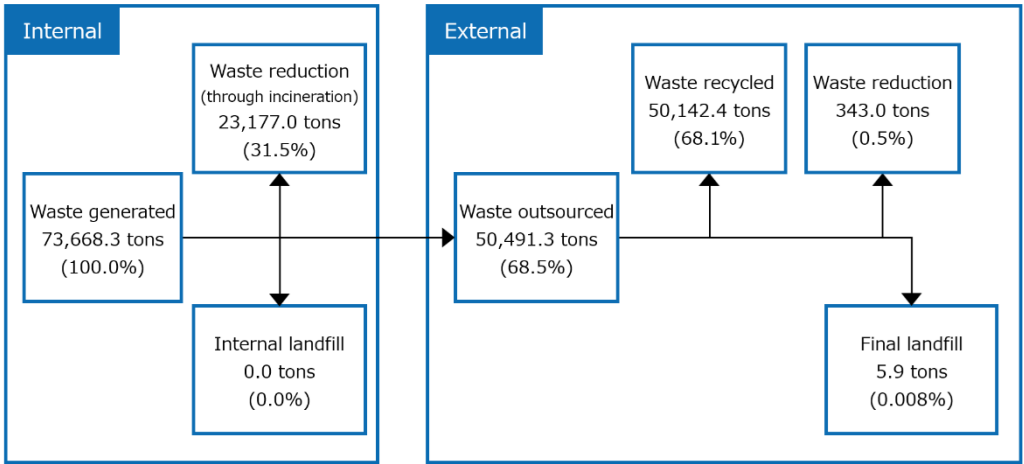 Internal
Waste reduction
(through incineration)
23,177.0 tons
(31.5%)
Waste generated
73,668.3 tons
(100.0%)
Internal landfill
0.0 tons
(0.0%)
External
Waste recycled
50,142.4 tons
(68.1%)
Waste reduction
343.0 tons
(0.5%)
Waste outsourced
50,491.3 tons
(68.5%)
Final landfill
5.9 tons
(0.008%)